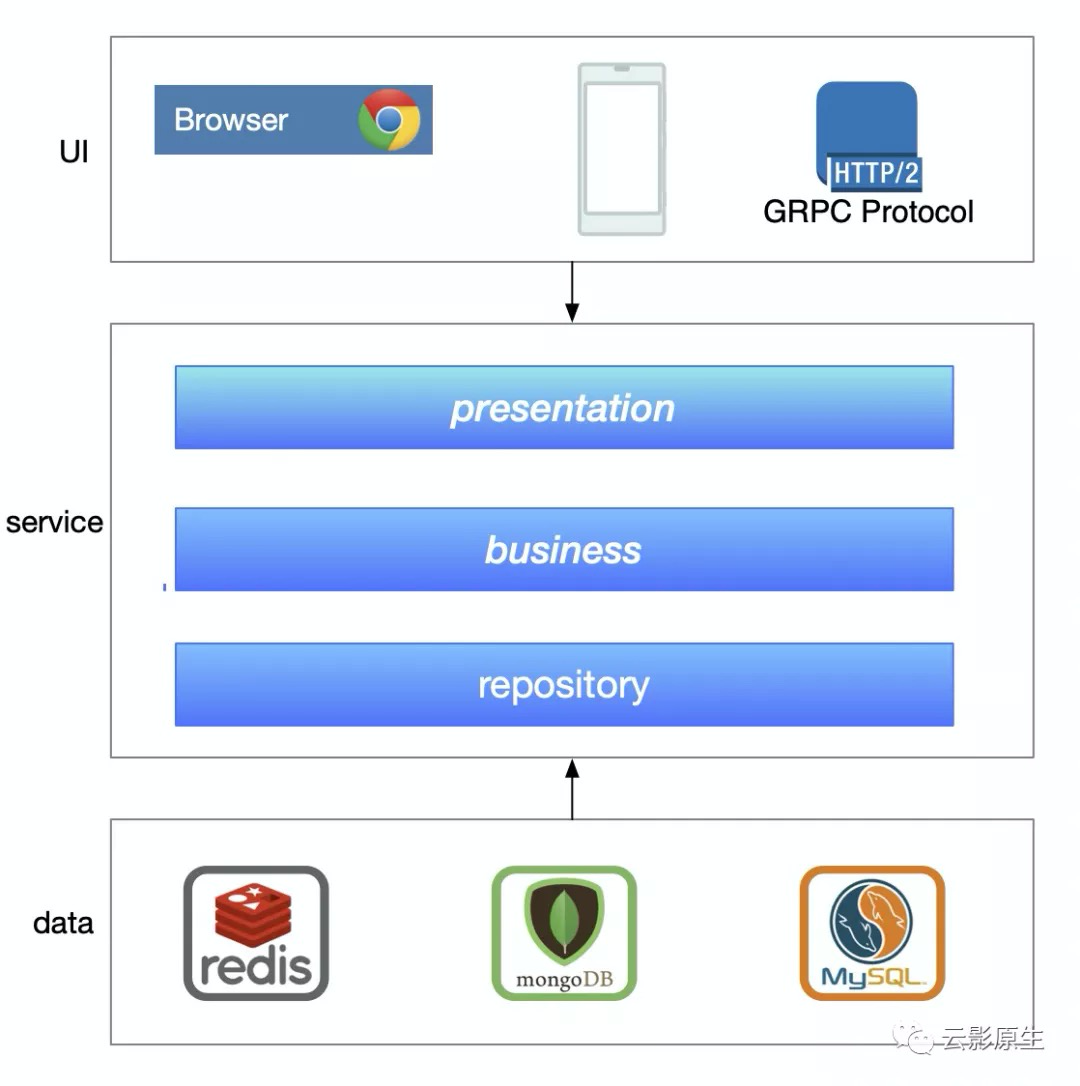 Browser
UI
HTTP/2
GRPC Protocol
presentation
service
business
repository
data
redis
mongoDB
MySQL
云影原生